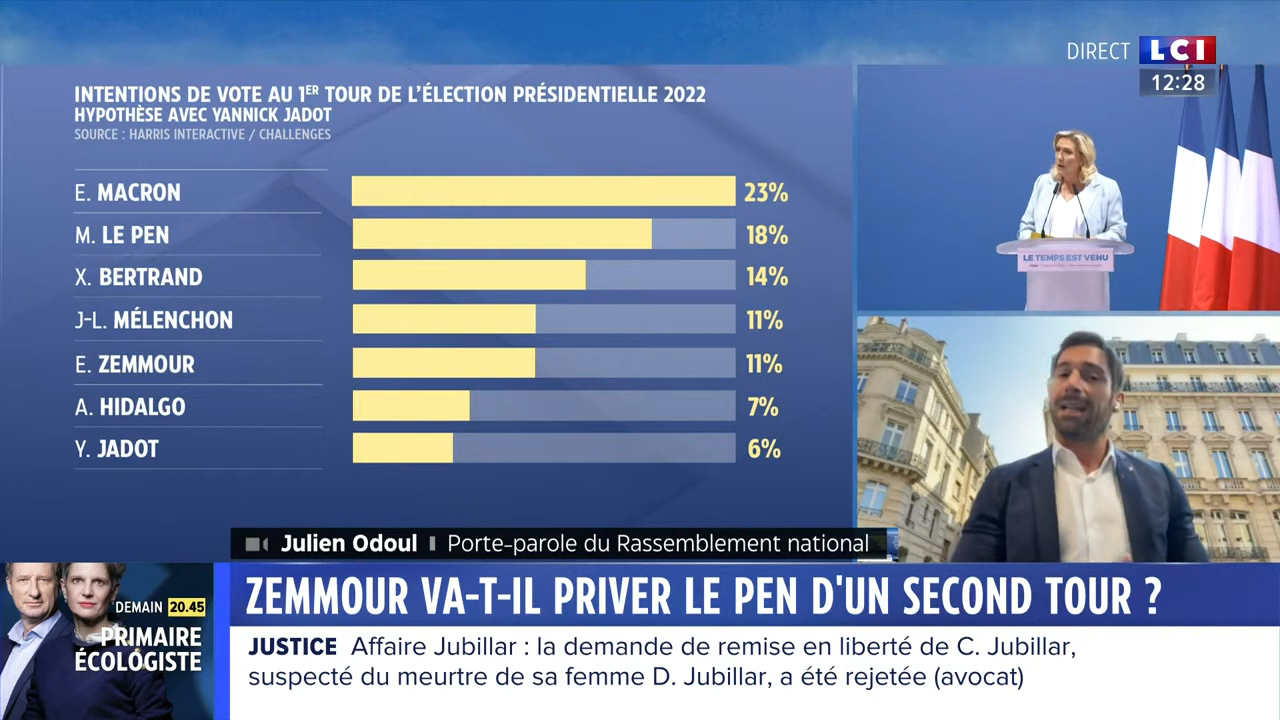 DIRECT LCI
12:28
INTENTIONS DE VOTE AU 1ER TOUR DE L'ÉLECTION PRÉSIDENTIELLE 2022
HYPOTHÈSE AVEC YANNICK JADOT
SOURCE : HARRIS INTERACTIVE / CHALLENGES
E. MACRON 23%
M. LE PEN 18%
X. BERTRAND 14%
J-L. MÉLENCHON 11%
E. ZEMMOUR 11%
A. HIDALGO 7%
Y. JADOT 6%
LE TEMPS EST VENU
Julien Odoul Porte-parole du Rassemblement national
DEMAIN 20.45
PRIMAIRE
ÉCOLOGISTE
ZEMMOUR VA-T-IL PRIVER LE PEN D'UN SECOND TOUR ?
JUSTICE Affaire Jubillar : la demande de remise en liberté de C. Jubillar,
suspecté du meurtre de sa femme D. Jubillar, a été rejetée (avocat)